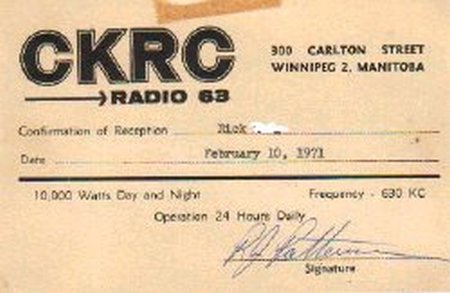 CKRC
RADIO 63
300 CARLTON STREET
WINNIPEG 2, MANITOBA
Confirmation of Reception Rick
Date February 10, 1971
10,000 Watts Day and Night Frequency - 630 KC
Operation 24 Hours Daily
Signature